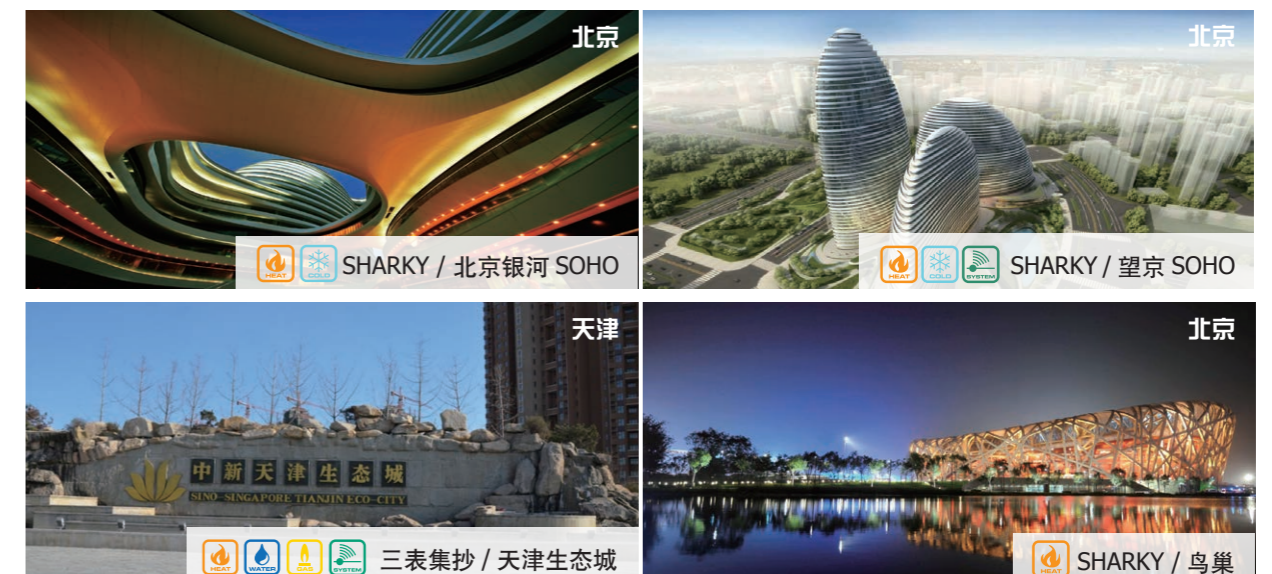 北京
HEAT COLD SHARKY / 北京银河 SOHO
北京
HEAT COLD SYSTEM SHARKY / 望京 SOHO
天津
中新天津生态城
SINO-SINGAPORE TIANJIN ECO-CITY
HEAT WATER GAS SYSTEM 三表集抄 / 天津生态城
北京
HEAT SHARKY / 鸟巢